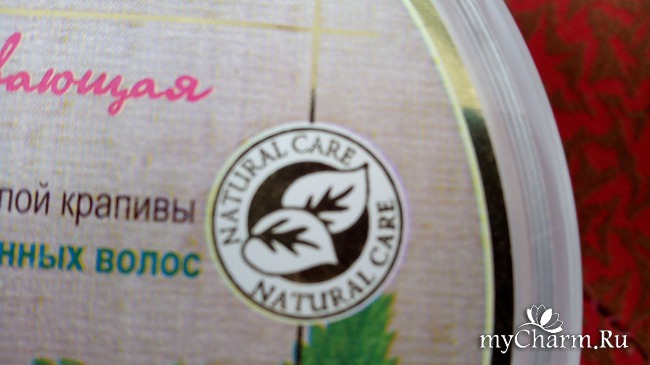 вающая
NATURAL CARE
лой крапивы
нных волос
NATURAL CARE
myCharm.Ru